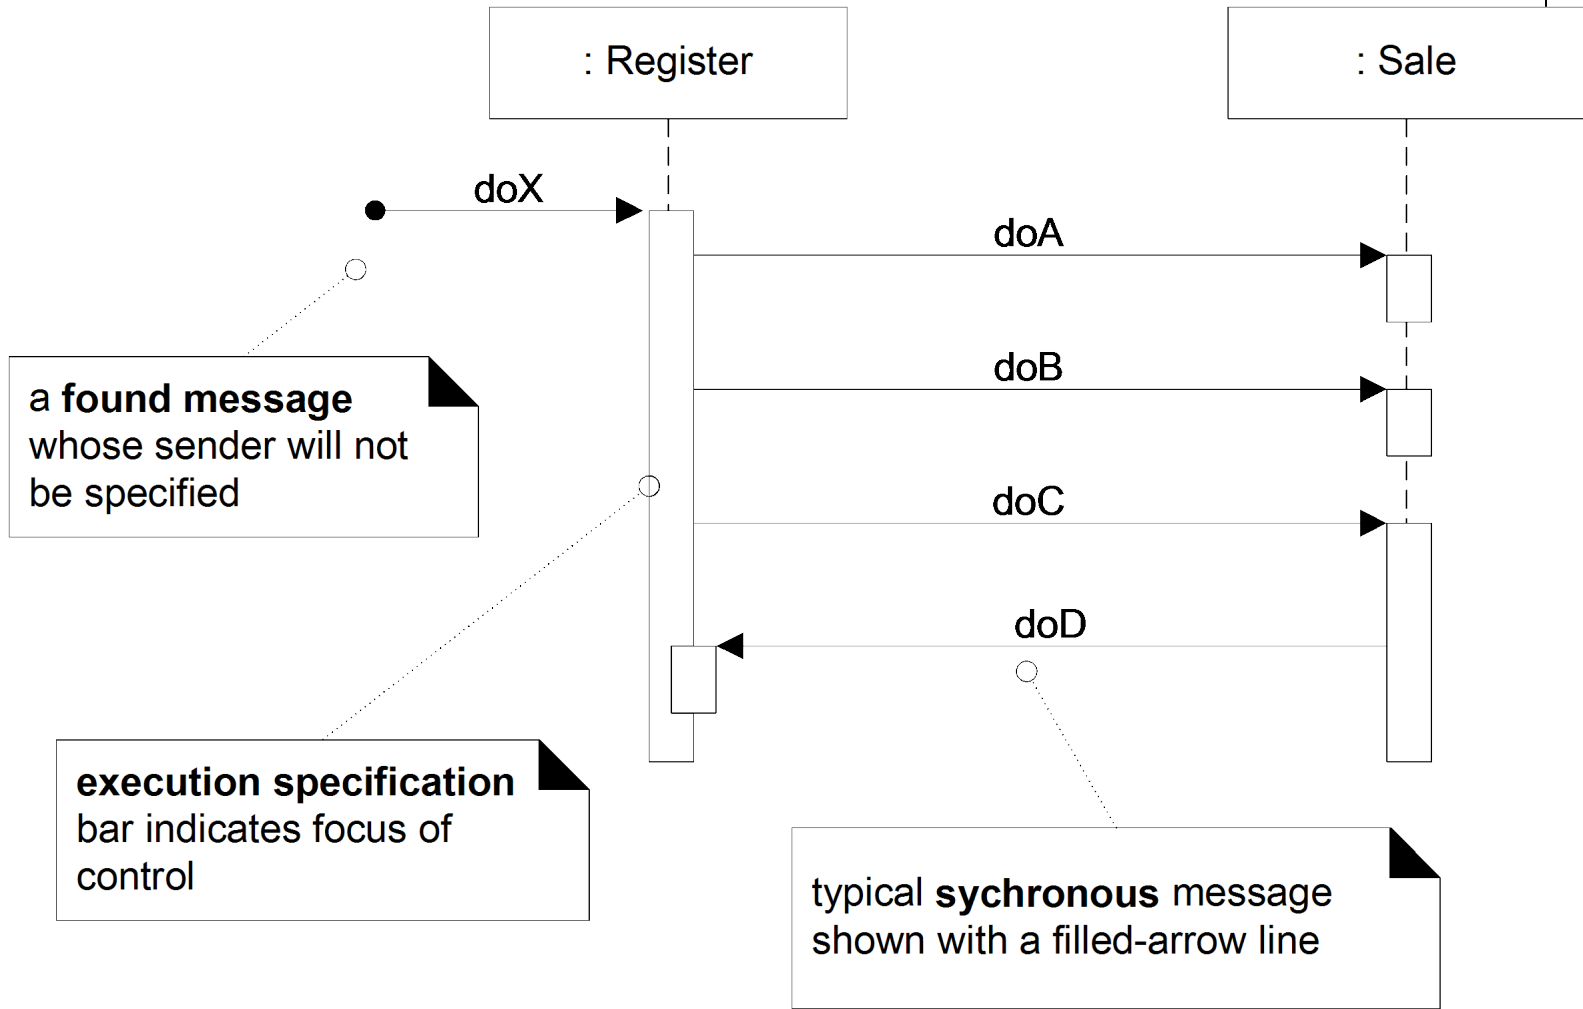 : Register
: Sale
doX
doA
doB
doC
doD
a found message
whose sender will not
be specified
execution specification
bar indicates focus of
control
typical sychronous message
shown with a filled-arrow line